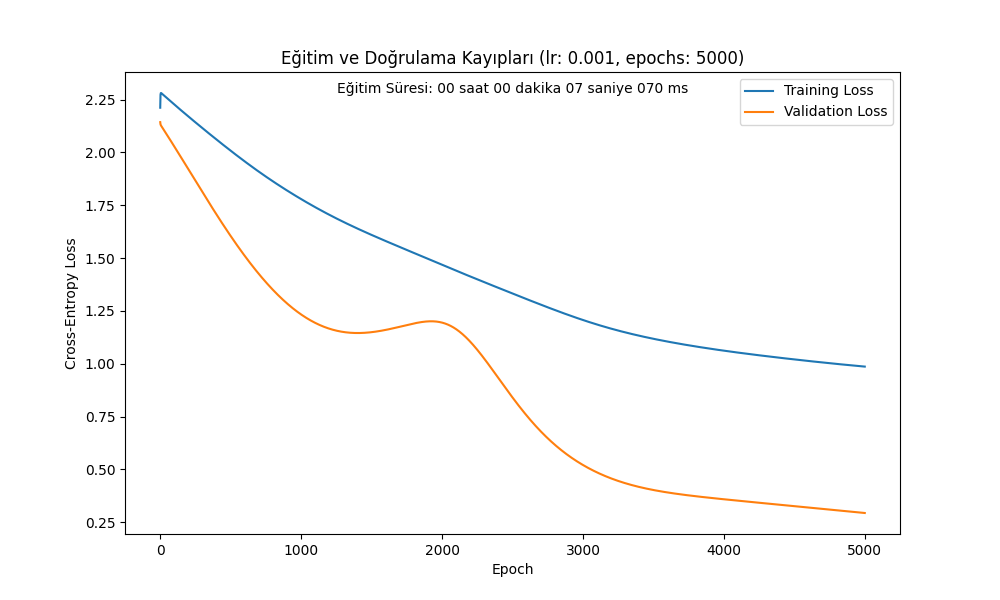 Eğitim ve Doğrulama Kayıpları (lr: 0.001, epochs: 5000)
Eğitim Süresi: 00 saat 00 dakika 07 saniye 070 ms
Training Loss
Validation Loss
Cross-Entropy Loss
2.25
2.00
1.75
1.50
1.25
1.00
0.75
0.50
0.25
0
1000
2000
3000
4000
5000
Epoch